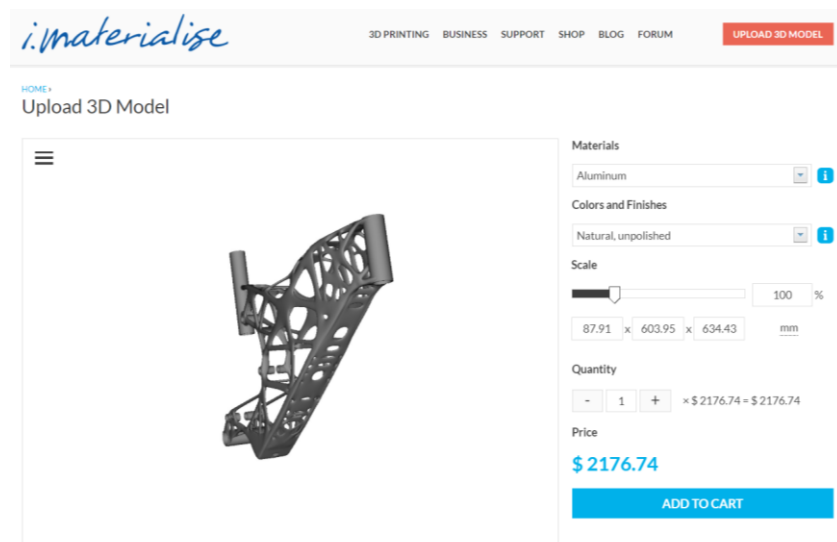 i.materialise
3D PRINTING BUSINESS SUPPORT SHOP BLOG FORUM UPLOAD 3D MODEL
HOME ›
Upload 3D Model
Materials
Aluminum
Colors and Finishes
Natural, unpolished
Scale
100 %
87.91 x 603.95 x 634.43 mm
Quantity
- 1 + × $ 2176.74 = $ 2176.74
Price
$ 2176.74
ADD TO CART